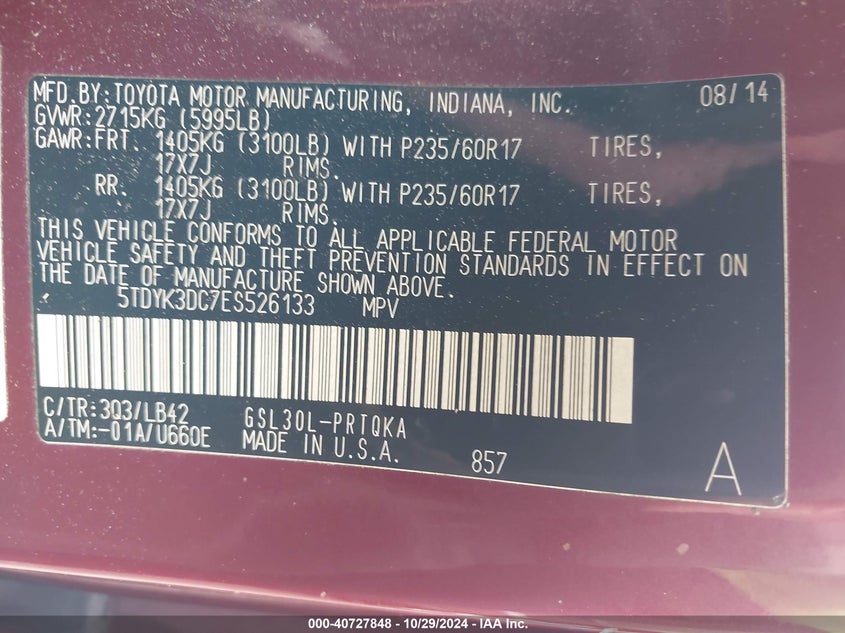 MFD.BY:TOYOTA MOTOR MANUFACTURING, INDIANA, INC. 08/14
GVWR:2715KG (5995LB)
GAWR:FRT. 1405KG (3100LB) WITH P235/60R17 TIRES,
17X7J RIMS.
RR. 1405KG (3100LB) WITH P235/60R17 TIRES,
17X7J RIMS.
THIS VEHICLE CONFORMS TO ALL APPLICABLE FEDERAL MOTOR
VEHICLE SAFETY AND THEFT PREVENTION STANDARDS IN EFFECT ON
THE DATE OF MANUFACTURE SHOWN ABOVE.
5TDYK3DC7ES526133 MPV
C/TR:3Q3/LB42 GSL30L-PRTQKA
A/TM:-01A/U660E MADE IN U.S.A. 857 A
000-40727848 - 10/29/2024 - IAA Inc.